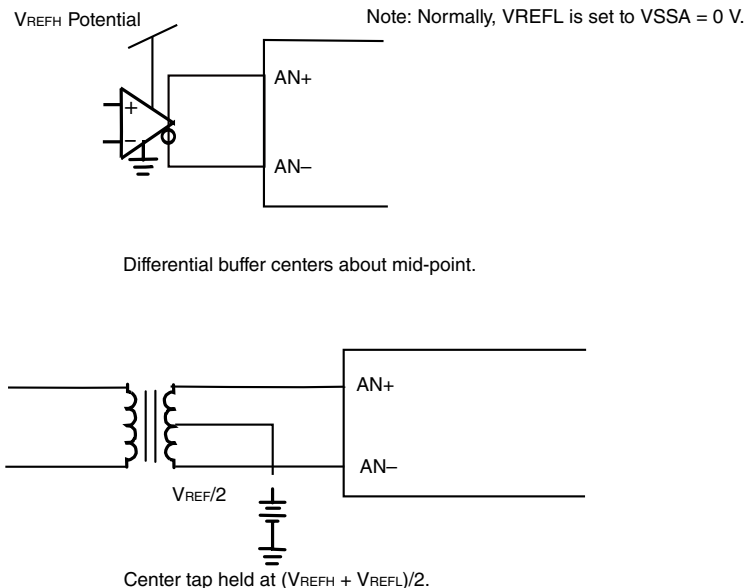 VREFH Potential
Note: Normally, VREFL is set to VSSA = 0 V.
AN+
+
−
AN–
Differential buffer centers about mid-point.
AN+
AN–
VREF/2
Center tap held at (VREFH + VREFL)/2.